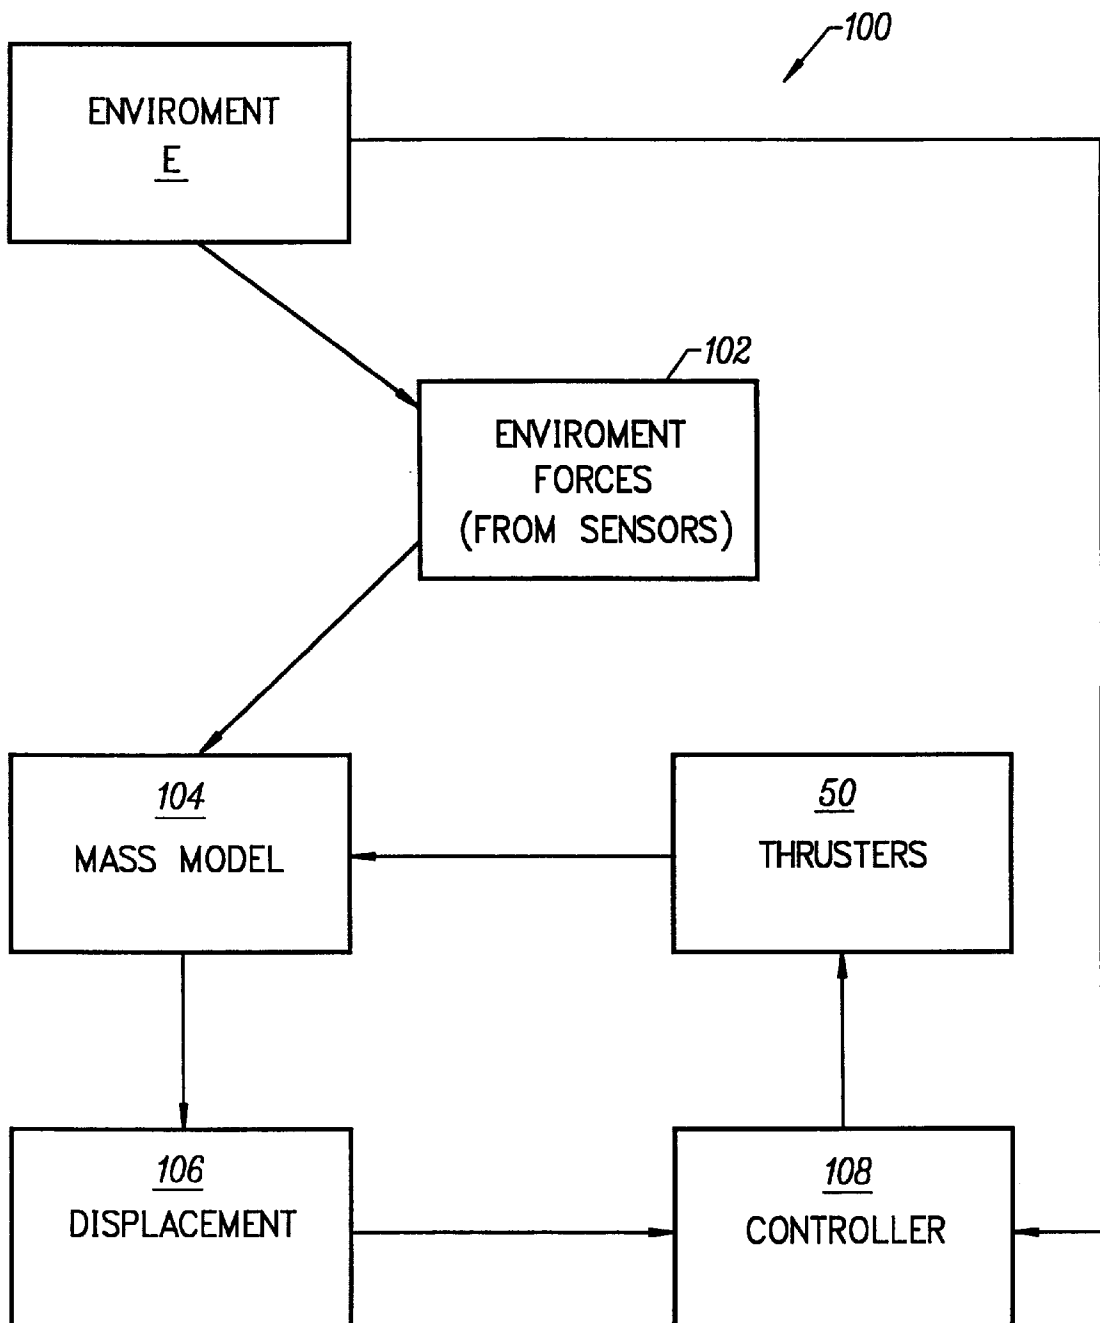 100
ENVIROMENT
E
102
ENVIROMENT
FORCES
(FROM SENSORS)
104
MASS MODEL
50
THRUSTERS
106
DISPLACEMENT
108
CONTROLLER